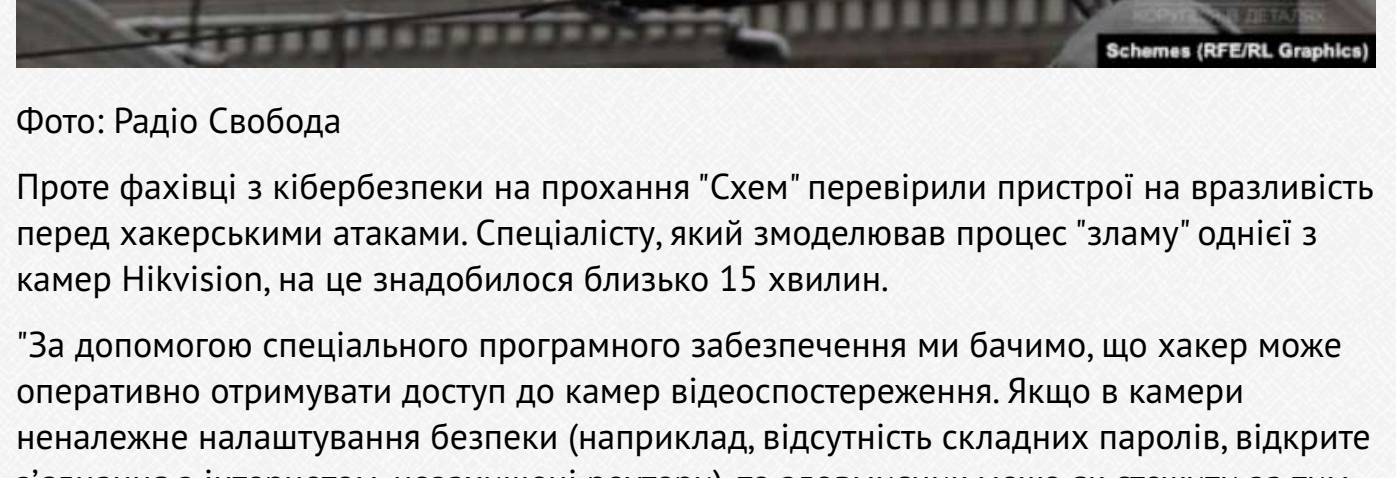 КОРУПЦІЯ В ДЕТАЛЯХ
Schemes (RFE/RL Graphics)
Фото: Радіо Свобода
Проте фахівці з кібербезпеки на прохання "Схем" перевірили пристрої на вразливість
перед хакерськими атаками. Спеціалісту, який змоделював процес "зламу" однієї з
камер Hikvision, на це знадобилося близько 15 хвилин.
"За допомогою спеціального програмного забезпечення ми бачимо, що хакер може
оперативно отримувати доступ до камер відеоспостереження. Якщо в камери
неналежне налаштування безпеки (наприклад, відсутність складних паролів, відкрите